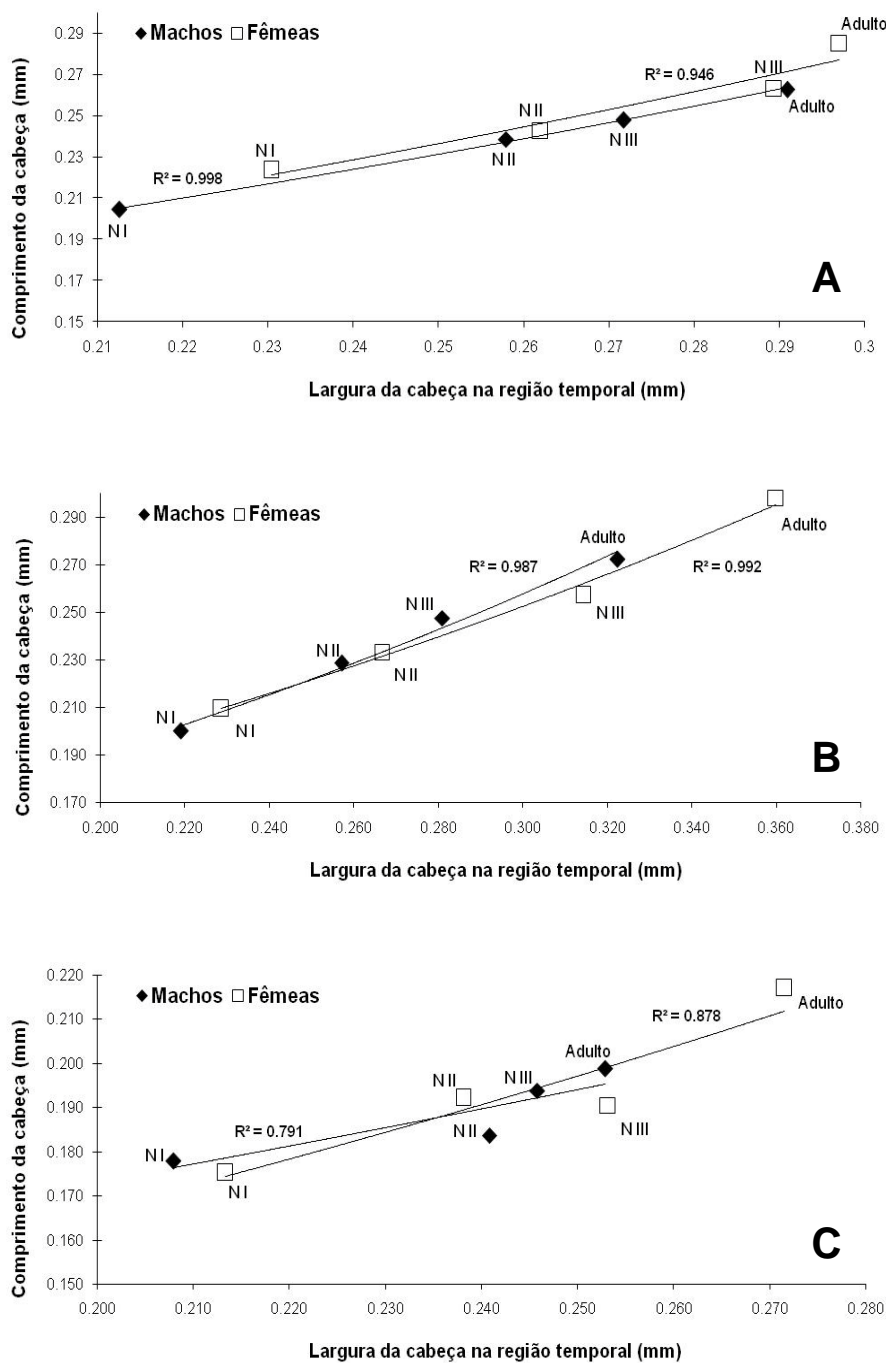 Comprimento da cabeça (mm)
0.29
0.27
0.25
0.23
0.21
0.19
0.17
0.15
Machos Fêmeas
Adulto
N III
R² = 0.946
Adulto
N II
N III
N II
N I
R² = 0.998
N I
A
0.21 0.22 0.23 0.24 0.25 0.26 0.27 0.28 0.29 0.3
Largura da cabeça na região temporal (mm)
Comprimento da cabeça (mm)
0.290
0.270
0.250
0.230
0.210
0.190
0.170
Machos Fêmeas
Adulto
Adulto
R² = 0.987
R² = 0.992
N III
N III
N II
N II
N I
N I
B
0.200 0.220 0.240 0.260 0.280 0.300 0.320 0.340 0.360 0.380
Largura da cabeça na região temporal (mm)
Comprimento da cabeça (mm)
0.220
0.210
0.200
0.190
0.180
0.170
0.160
0.150
Machos Fêmeas
Adulto
R² = 0.878
Adulto
N II
N III
R² = 0.791
N II
N III
N I
N I
C
0.200 0.210 0.220 0.230 0.240 0.250 0.260 0.270 0.280
Largura da cabeça na região temporal (mm)